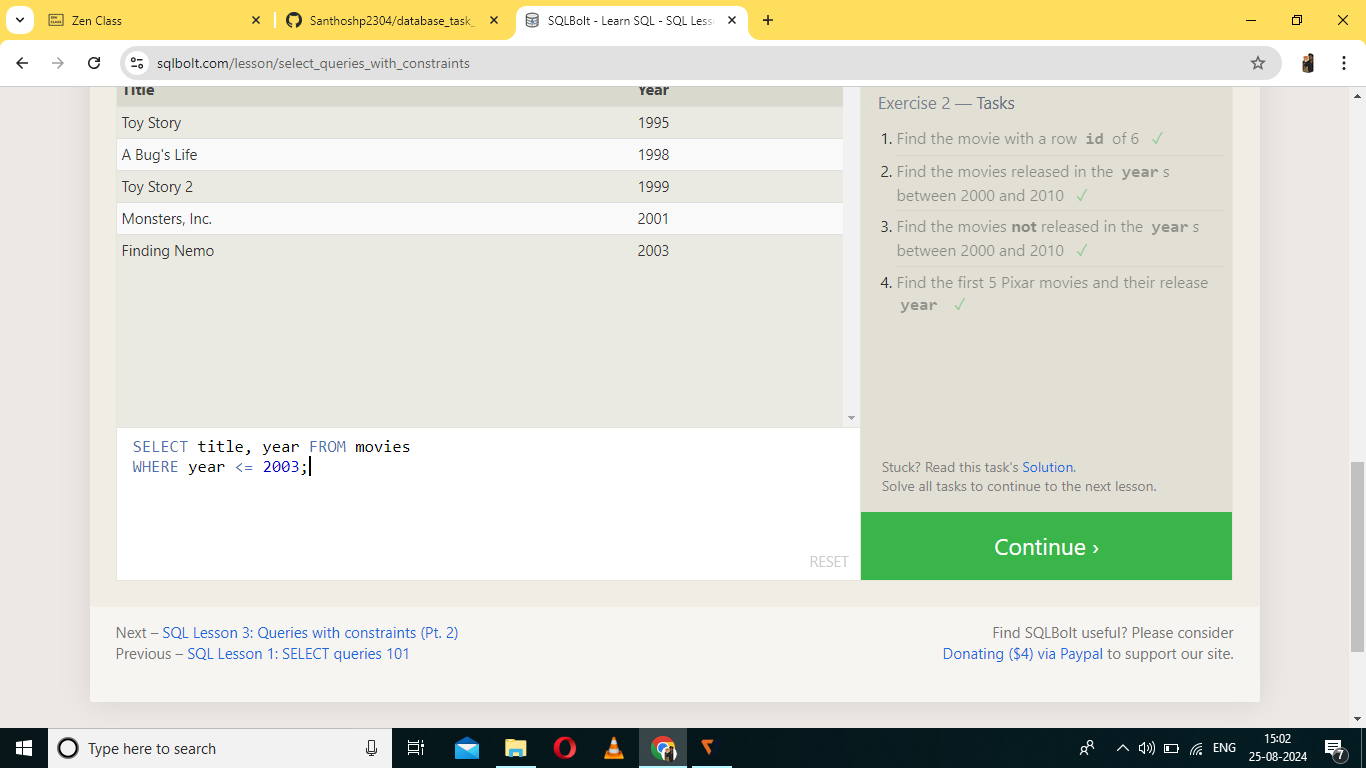 Zen Class
Santhoshp2304/database_task_
SQLBolt - Learn SQL - SQL Less
sqlbolt.com/lesson/select_queries_with_constraints
Title Year
Toy Story 1995
A Bug's Life 1998
Toy Story 2 1999
Monsters, Inc. 2001
Finding Nemo 2003
SELECT title, year FROM movies
WHERE year <= 2003;
RESET
Exercise 2 — Tasks
1. Find the movie with a row id of 6 ✓
2. Find the movies released in the year s
between 2000 and 2010 ✓
3. Find the movies not released in the year s
between 2000 and 2010 ✓
4. Find the first 5 Pixar movies and their release
year ✓
Stuck? Read this task's Solution.
Solve all tasks to continue to the next lesson.
Continue ›
Next – SQL Lesson 3: Queries with constraints (Pt. 2)
Previous – SQL Lesson 1: SELECT queries 101
Find SQLBolt useful? Please consider
Donating ($4) via Paypal to support our site.
Type here to search
ENG
15:02
25-08-2024
7